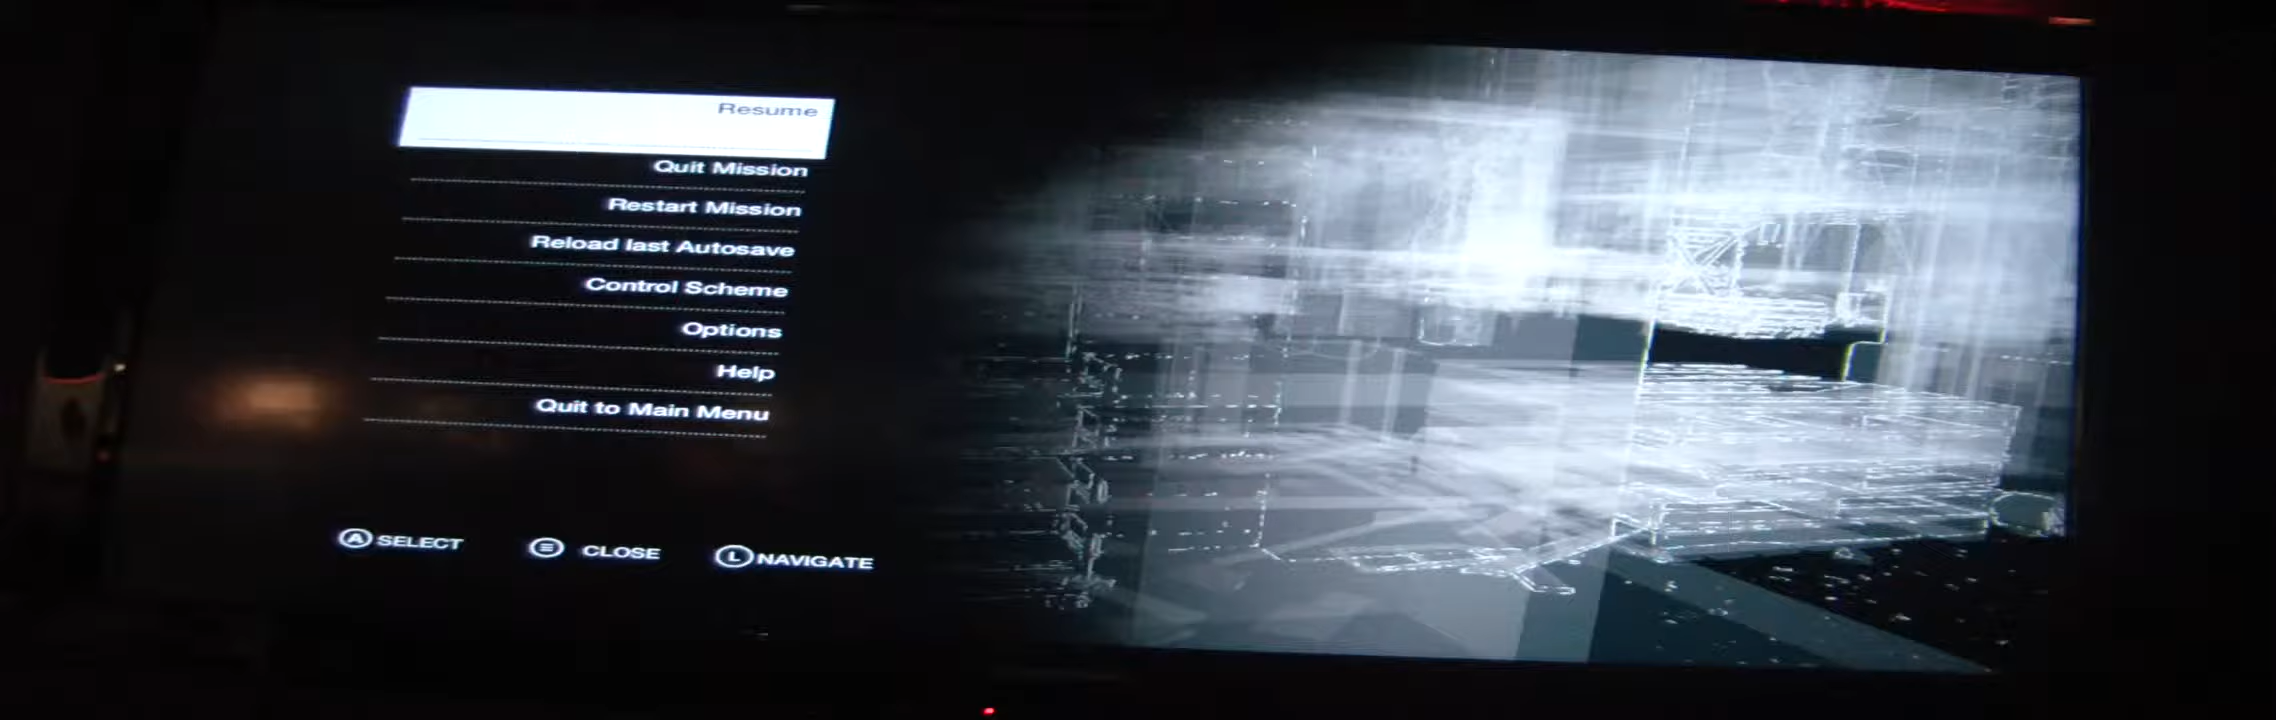 Resume
Quit Mission
Restart Mission
Reload last Autosave
Control Scheme
Options
Help
Quit to Main Menu
A SELECT
CLOSE
L NAVIGATE